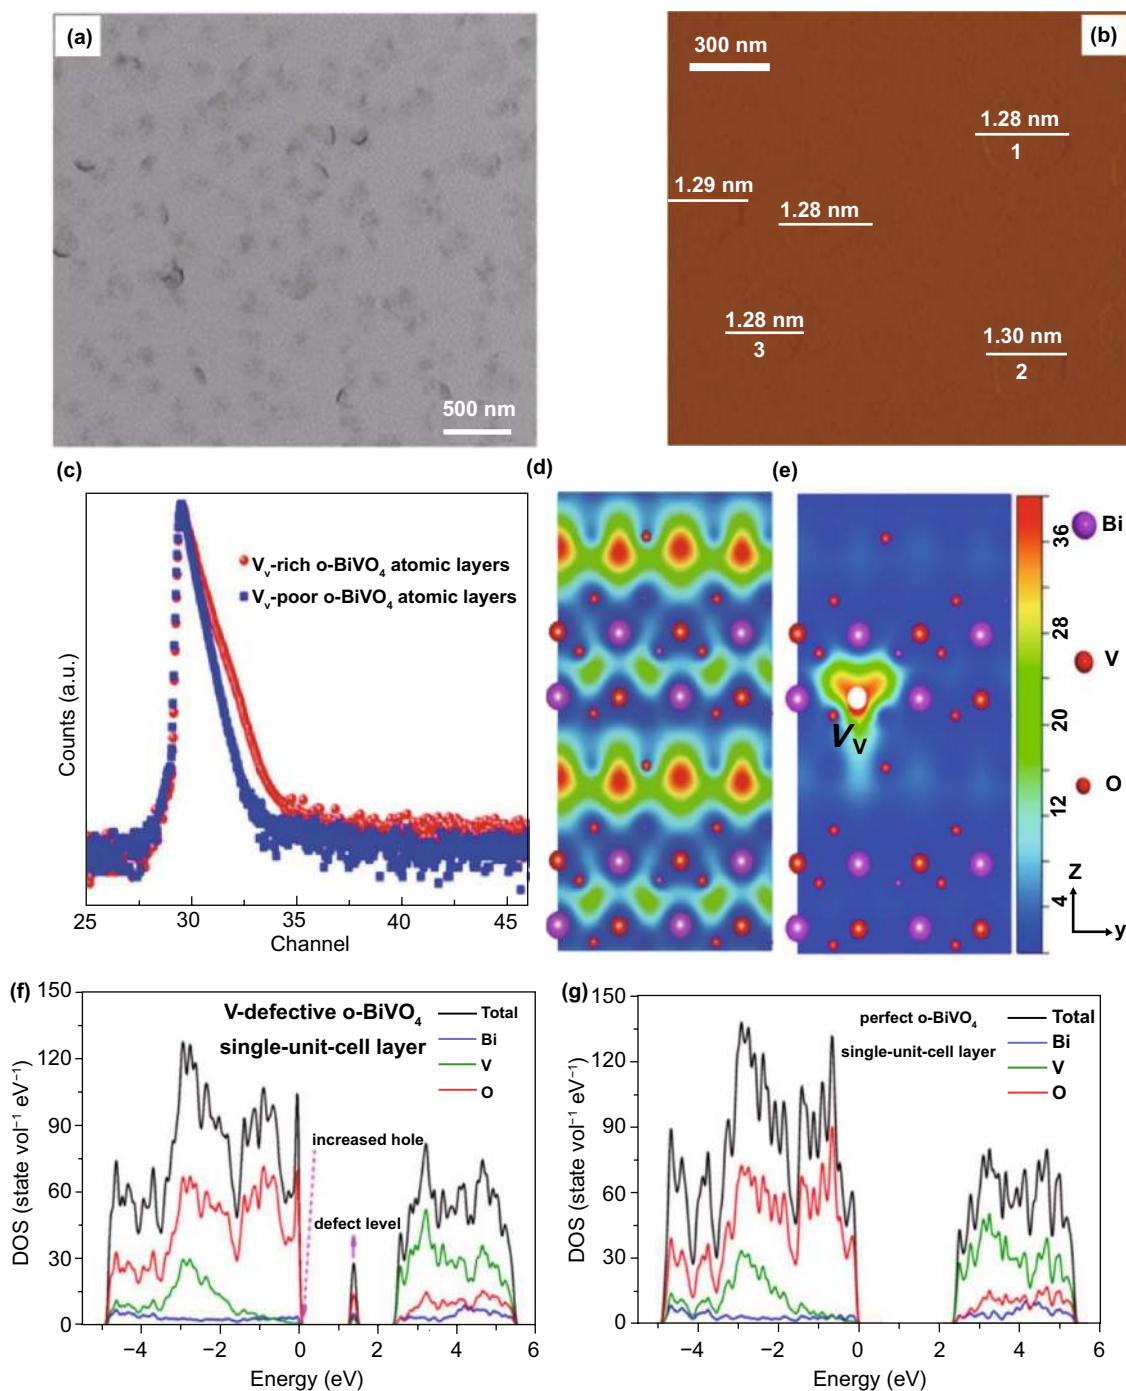 (a)
500 nm
(b)
300 nm
1.28 nm
1
1.29 nm
1.28 nm
1.28 nm
3
1.30 nm
2
(c)
Counts (a.u.)
Vv-rich o-BiVO4 atomic layers
Vv-poor o-BiVO4 atomic layers
25 30 35 40 45
Channel
(d)
(e)
VV
36
28
20
12
4
Bi
V
O
Z
y
(f)
V-defective o-BiVO4
single-unit-cell layer
Total
Bi
V
O
increased hole
defect level
DOS (state vol−1 eV−1)
150
120
90
60
30
0
−4 −2 0 2 4 6
Energy (eV)
(g)
perfect o-BiVO4
single-unit-cell layer
Total
Bi
V
O
DOS (state vol−1 eV−1)
150
120
90
60
30
0
−4 −2 0 2 4 6
Energy (eV)